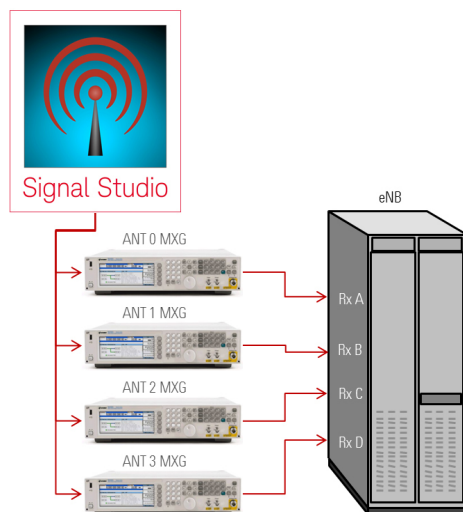 Signal Studio
eNB
ANT 0 MXG
Rx A
ANT 1 MXG
Rx B
ANT 2 MXG
Rx C
ANT 3 MXG
Rx D